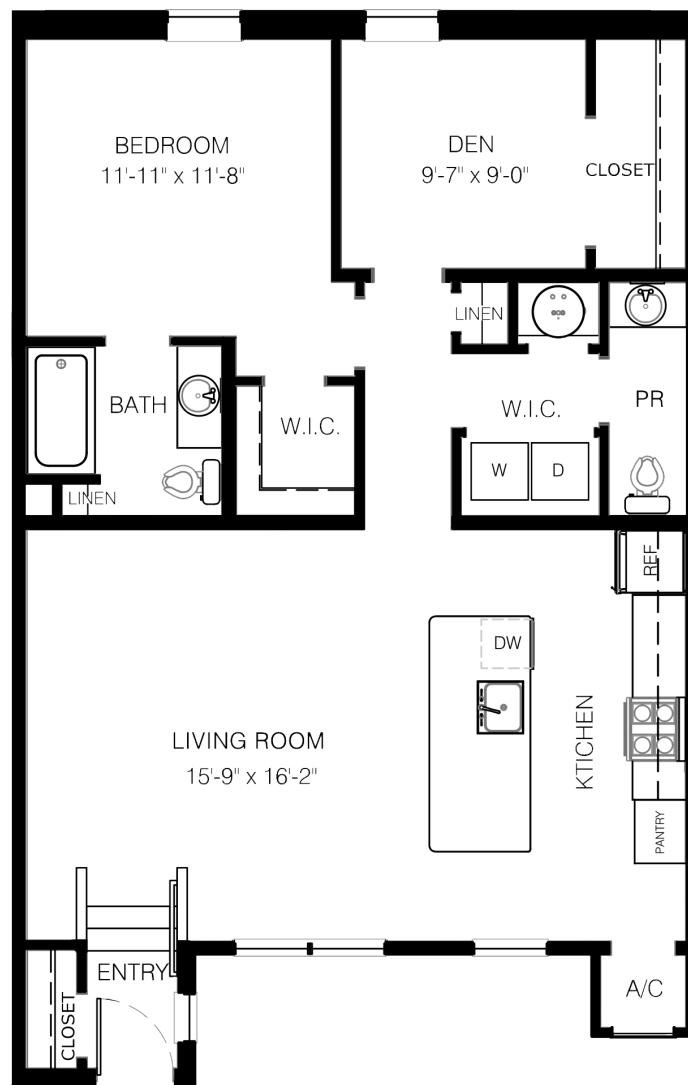 BEDROOM
11'-11" x 11'-8"
DEN
9'-7" x 9'-0"
CLOSET
LINEN
BATH
W.I.C.
W.I.C.
PR
LINEN
W
D
REF
DW
KTICHEN
LIVING ROOM
15'-9" x 16'-2"
PANTRY
ENTRY
CLOSET
A/C